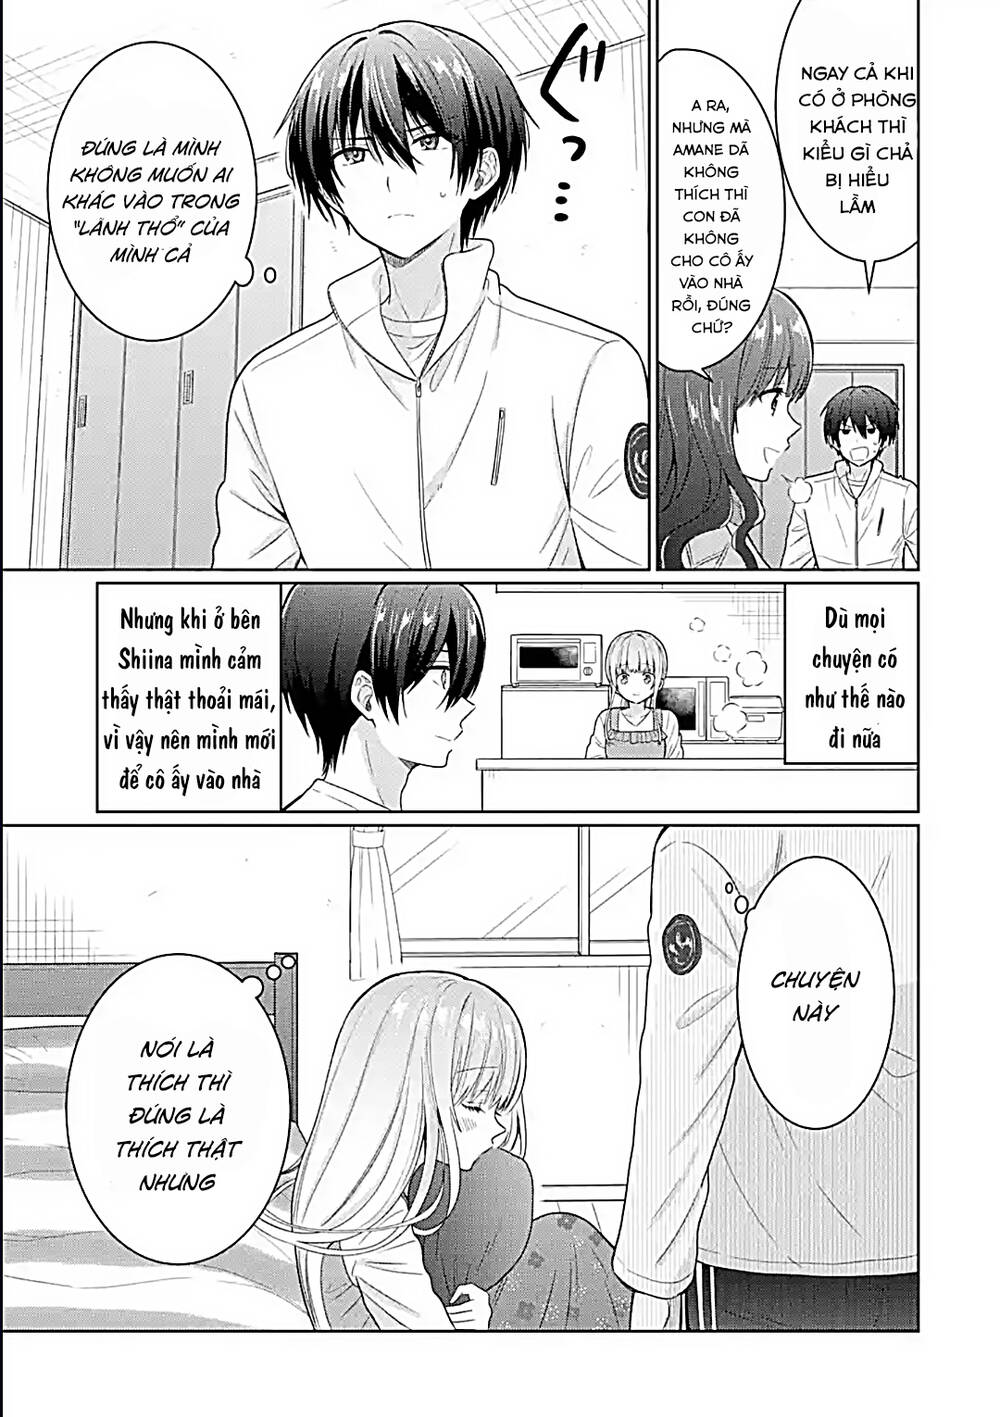 NGAY CẢ KHI
CÓ Ở PHÒNG
KHÁCH THÌ
KIỂU GÌ CHẢ
BỊ HIỂU
LẦM
A RA,
NHƯNG MÀ
AMANE DÃ
KHÔNG
THÍCH THÌ
CON DÃ
KHÔNG
CHO CÔ ẤY
VÀO NHÀ
RỒI, ĐÚNG
CHỨ?
ĐÚNG LÀ MÌNH
KHÔNG MUỐN AI
KHÁC VÀO TRONG
"LÃNH THỔ" CỦA
MÌNH CẢ
Dù mọi
chuyện có
như thế nào
đi nữa
Nhưng khi ở bên
Shiina mình cảm
thấy thật thoải mái,
vì vậy nên mình mới
để cô ấy vào nhà
CHUYỆN
NÀY
NÓI LÀ
THÍCH THÌ
ĐÚNG LÀ
THÍCH THẬT
NHƯNG